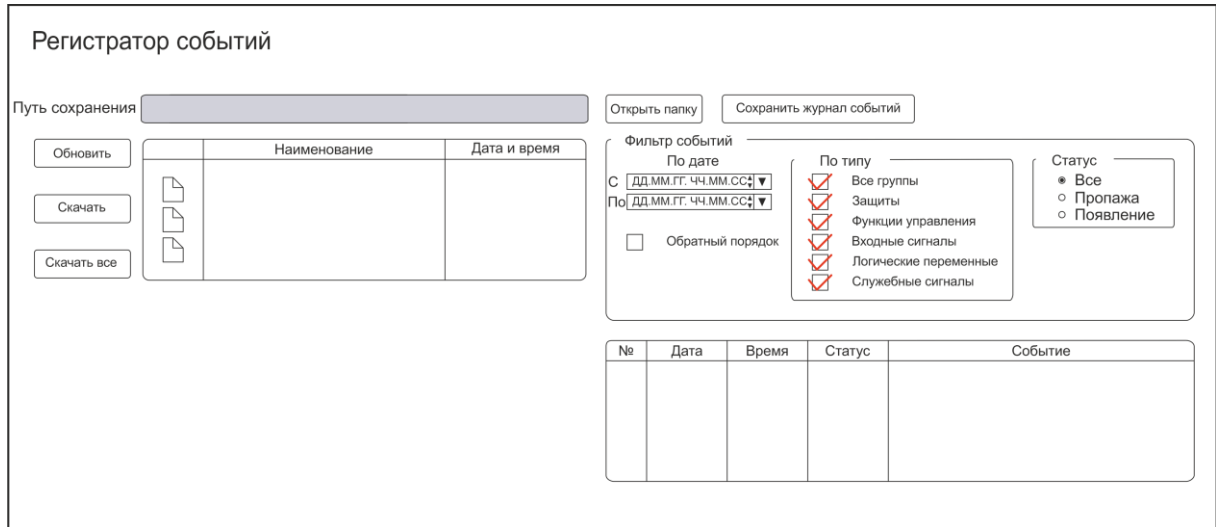 Регистратор событий
Путь сохранения
Открыть папку
Сохранить журнал событий
Обновить
Скачать
Скачать все
Наименование
Дата и время
Фильтр событий
По дате
С ДД.ММ.ГГ. ЧЧ.ММ.СС
По ДД.ММ.ГГ. ЧЧ.ММ.СС
Обратный порядок
По типу
Все группы
Защиты
Функции управления
Входные сигналы
Логические переменные
Служебные сигналы
Статус
Все
Пропажа
Появление
№ Дата Время Статус Событие